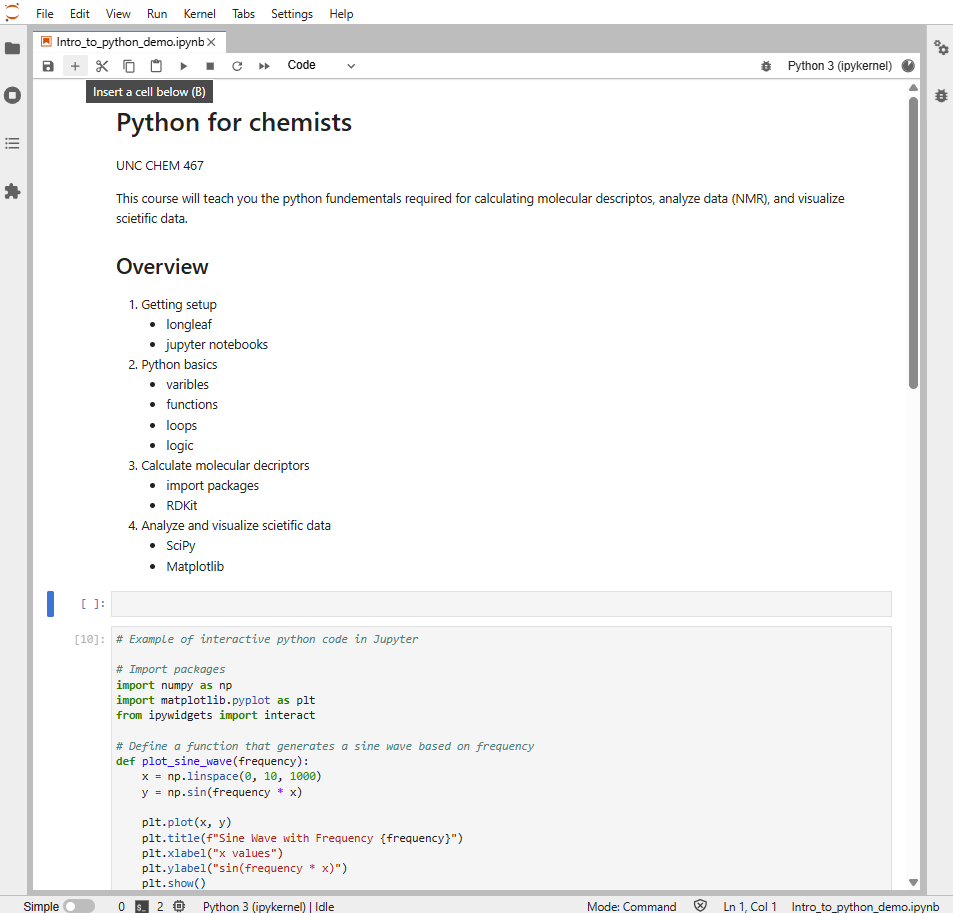 File Edit View Run Kernel Tabs Settings Help
Intro_to_python_demo.ipynb
Code Python 3 (ipykernel)
Insert a cell below (B)
Python for chemists
UNC CHEM 467
This course will teach you the python fundementals required for calculating molecular descriptos, analyze data (NMR), and visualize
scietific data.
Overview
1. Getting setup
• longleaf
• jupyter notebooks
2. Python basics
• varibles
• functions
• loops
• logic
3. Calculate molecular decriptors
• import packages
• RDKit
4. Analyze and visualize scietific data
• SciPy
• Matplotlib
[ ]:
[10]: # Example of interactive python code in Jupyter
# Import packages
import numpy as np
import matplotlib.pyplot as plt
from ipywidgets import interact
# Define a function that generates a sine wave based on frequency
def plot_sine_wave(frequency):
x = np.linspace(0, 10, 1000)
y = np.sin(frequency * x)
plt.plot(x, y)
plt.title(f"Sine Wave with Frequency {frequency}")
plt.xlabel("x values")
plt.ylabel("sin(frequency * x)")
plt.show()
Simple 0 $_ 2 Python 3 (ipykernel) | Idle Mode: Command Ln 1, Col 1 Intro_to_python_demo.ipynb